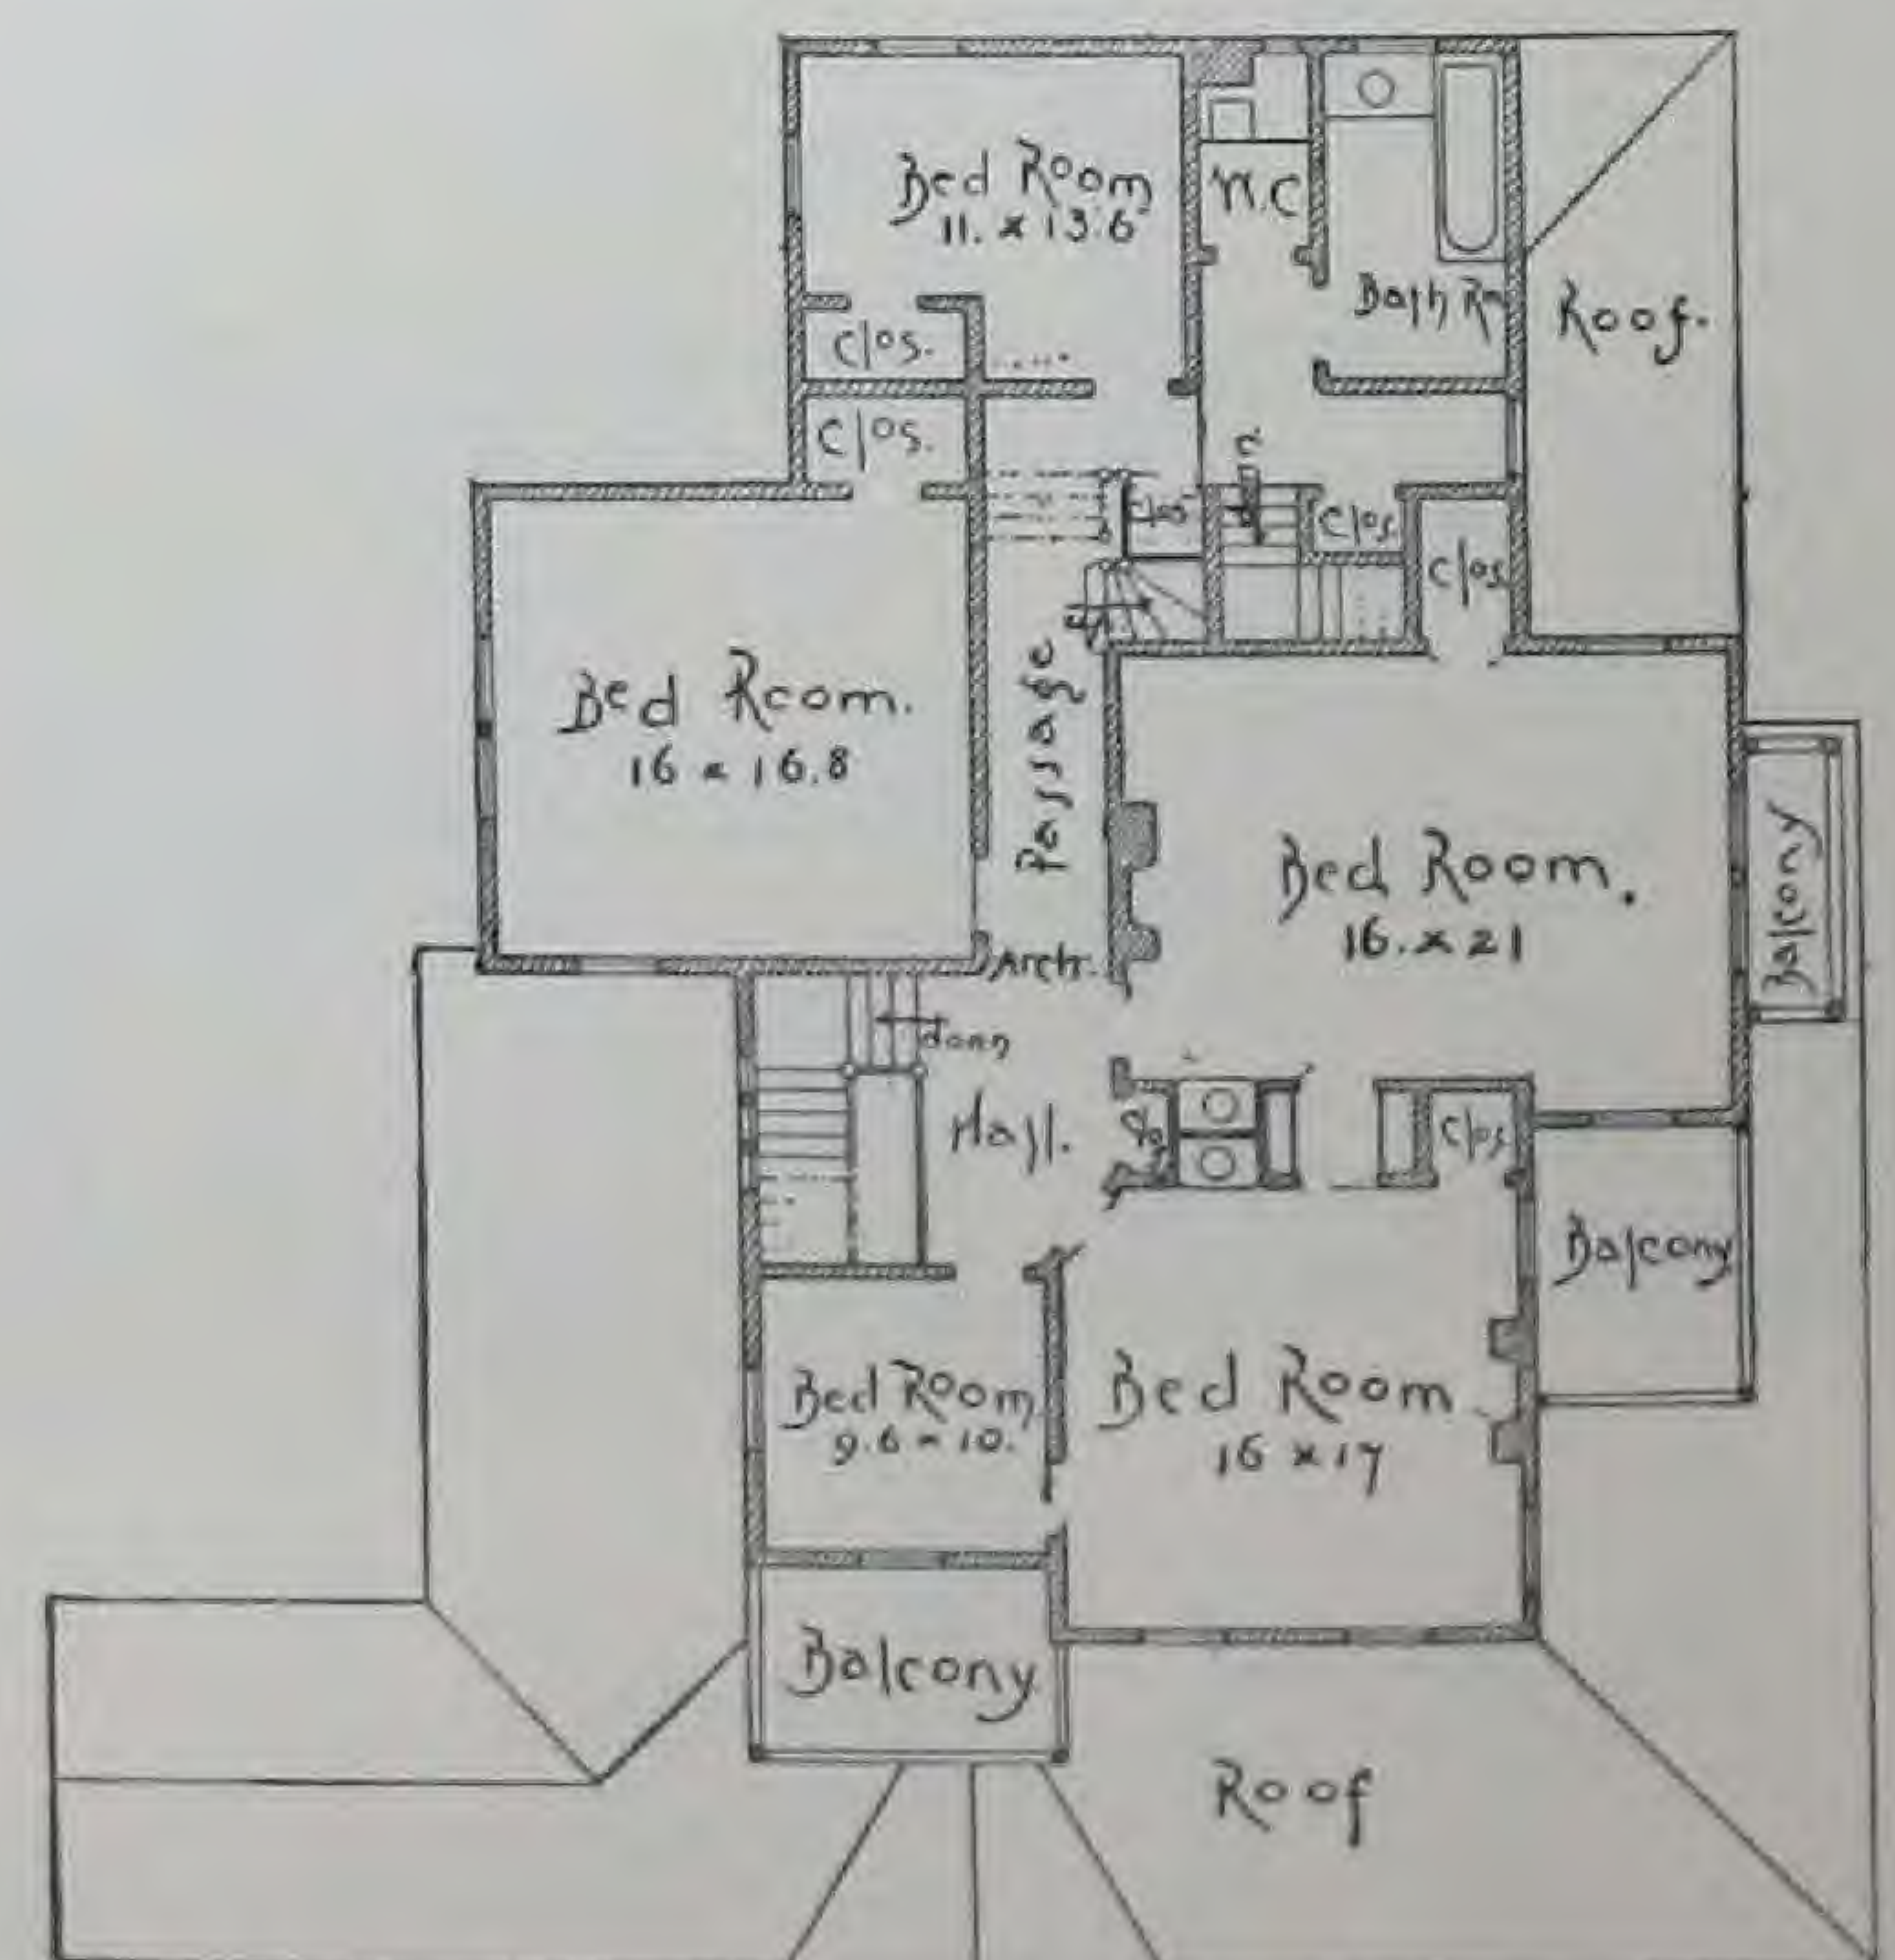 Bed Room
11. x 13.6
W.C
Bath Rm
Roof.
Clos.
Clos.
Clos
Clos.
Clos.
Bed Room.
16 x 16.8
Passage
Bed Room.
16. x 21
Balcony
Arch.
down
Hall.
Clos
Balcony
Bed Room
9.6 x 10.
Bed Room
16 x 17
Balcony
Roof